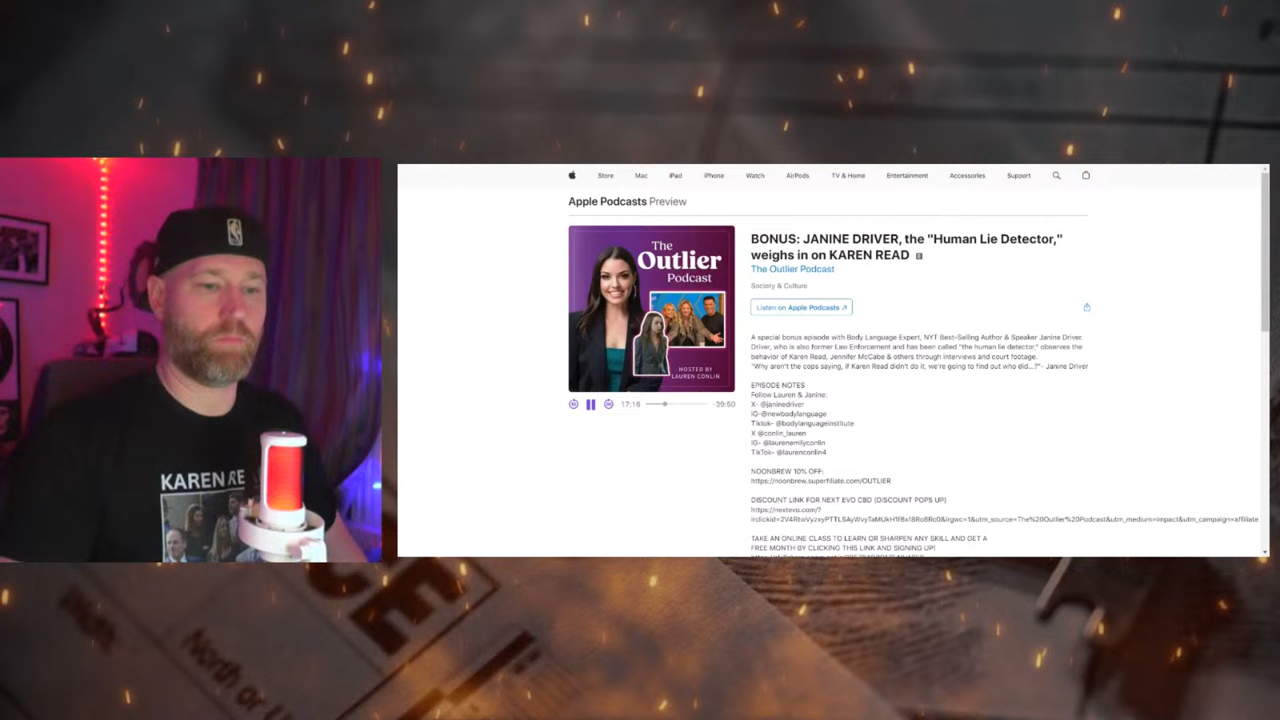 Store Mac iPad iPhone Watch AirPods TV & Home Entertainment Accessories Support
Apple Podcasts Preview
The
Outlier
Podcast
HOSTED BY
LAUREN CONLIN
17:16
-39:50
BONUS: JANINE DRIVER, the "Human Lie Detector,"
weighs in on KAREN READ
The Outlier Podcast
Society & Culture
Listen on Apple Podcasts
A special bonus episode with Body Language Expert, NYT Best-Selling Author & Speaker Janine Driver.
Driver, who is also former Law Enforcement and has been called "the human lie detector," observes the
behavior of Karen Read, Jennifer McCabe & others through interviews and court footage.
"Why aren't the cops saying, if Karen Read didn't do it, we're going to find out who did...?"- Janine Driver
EPISODE NOTES
Follow Lauren & Janine:
X- @janinedriver
IG-@newbodylanguage
Tiktok- @bodylanguageinstitute
X @conlin_lauren
IG- @laurenemilyconlin
TikTok- @laurenconlin4
NOONBREW 10% OFF:
https://noonbrew.superfiliate.com/OUTLIER
DISCOUNT LINK FOR NEXT EVO CBD (DISCOUNT POPS UP)
https://nextevo.com/?
TAKE AN ONLINE CLASS TO LEARN OR SHARPEN ANY SKILL AND GET A
FREE MONTH BY CLICKING THIS LINK AND SIGNING UP!
KAREN RE
North or